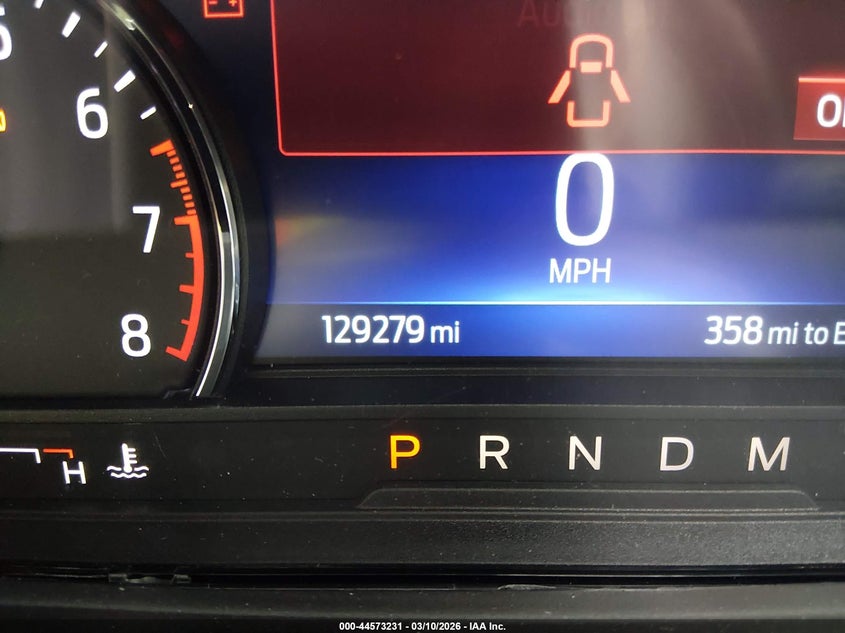 6
7
8
0
MPH
129279 mi
358 mi to E
H
P R N D M
000-44573231 - 03/10/2026 - IAA Inc.